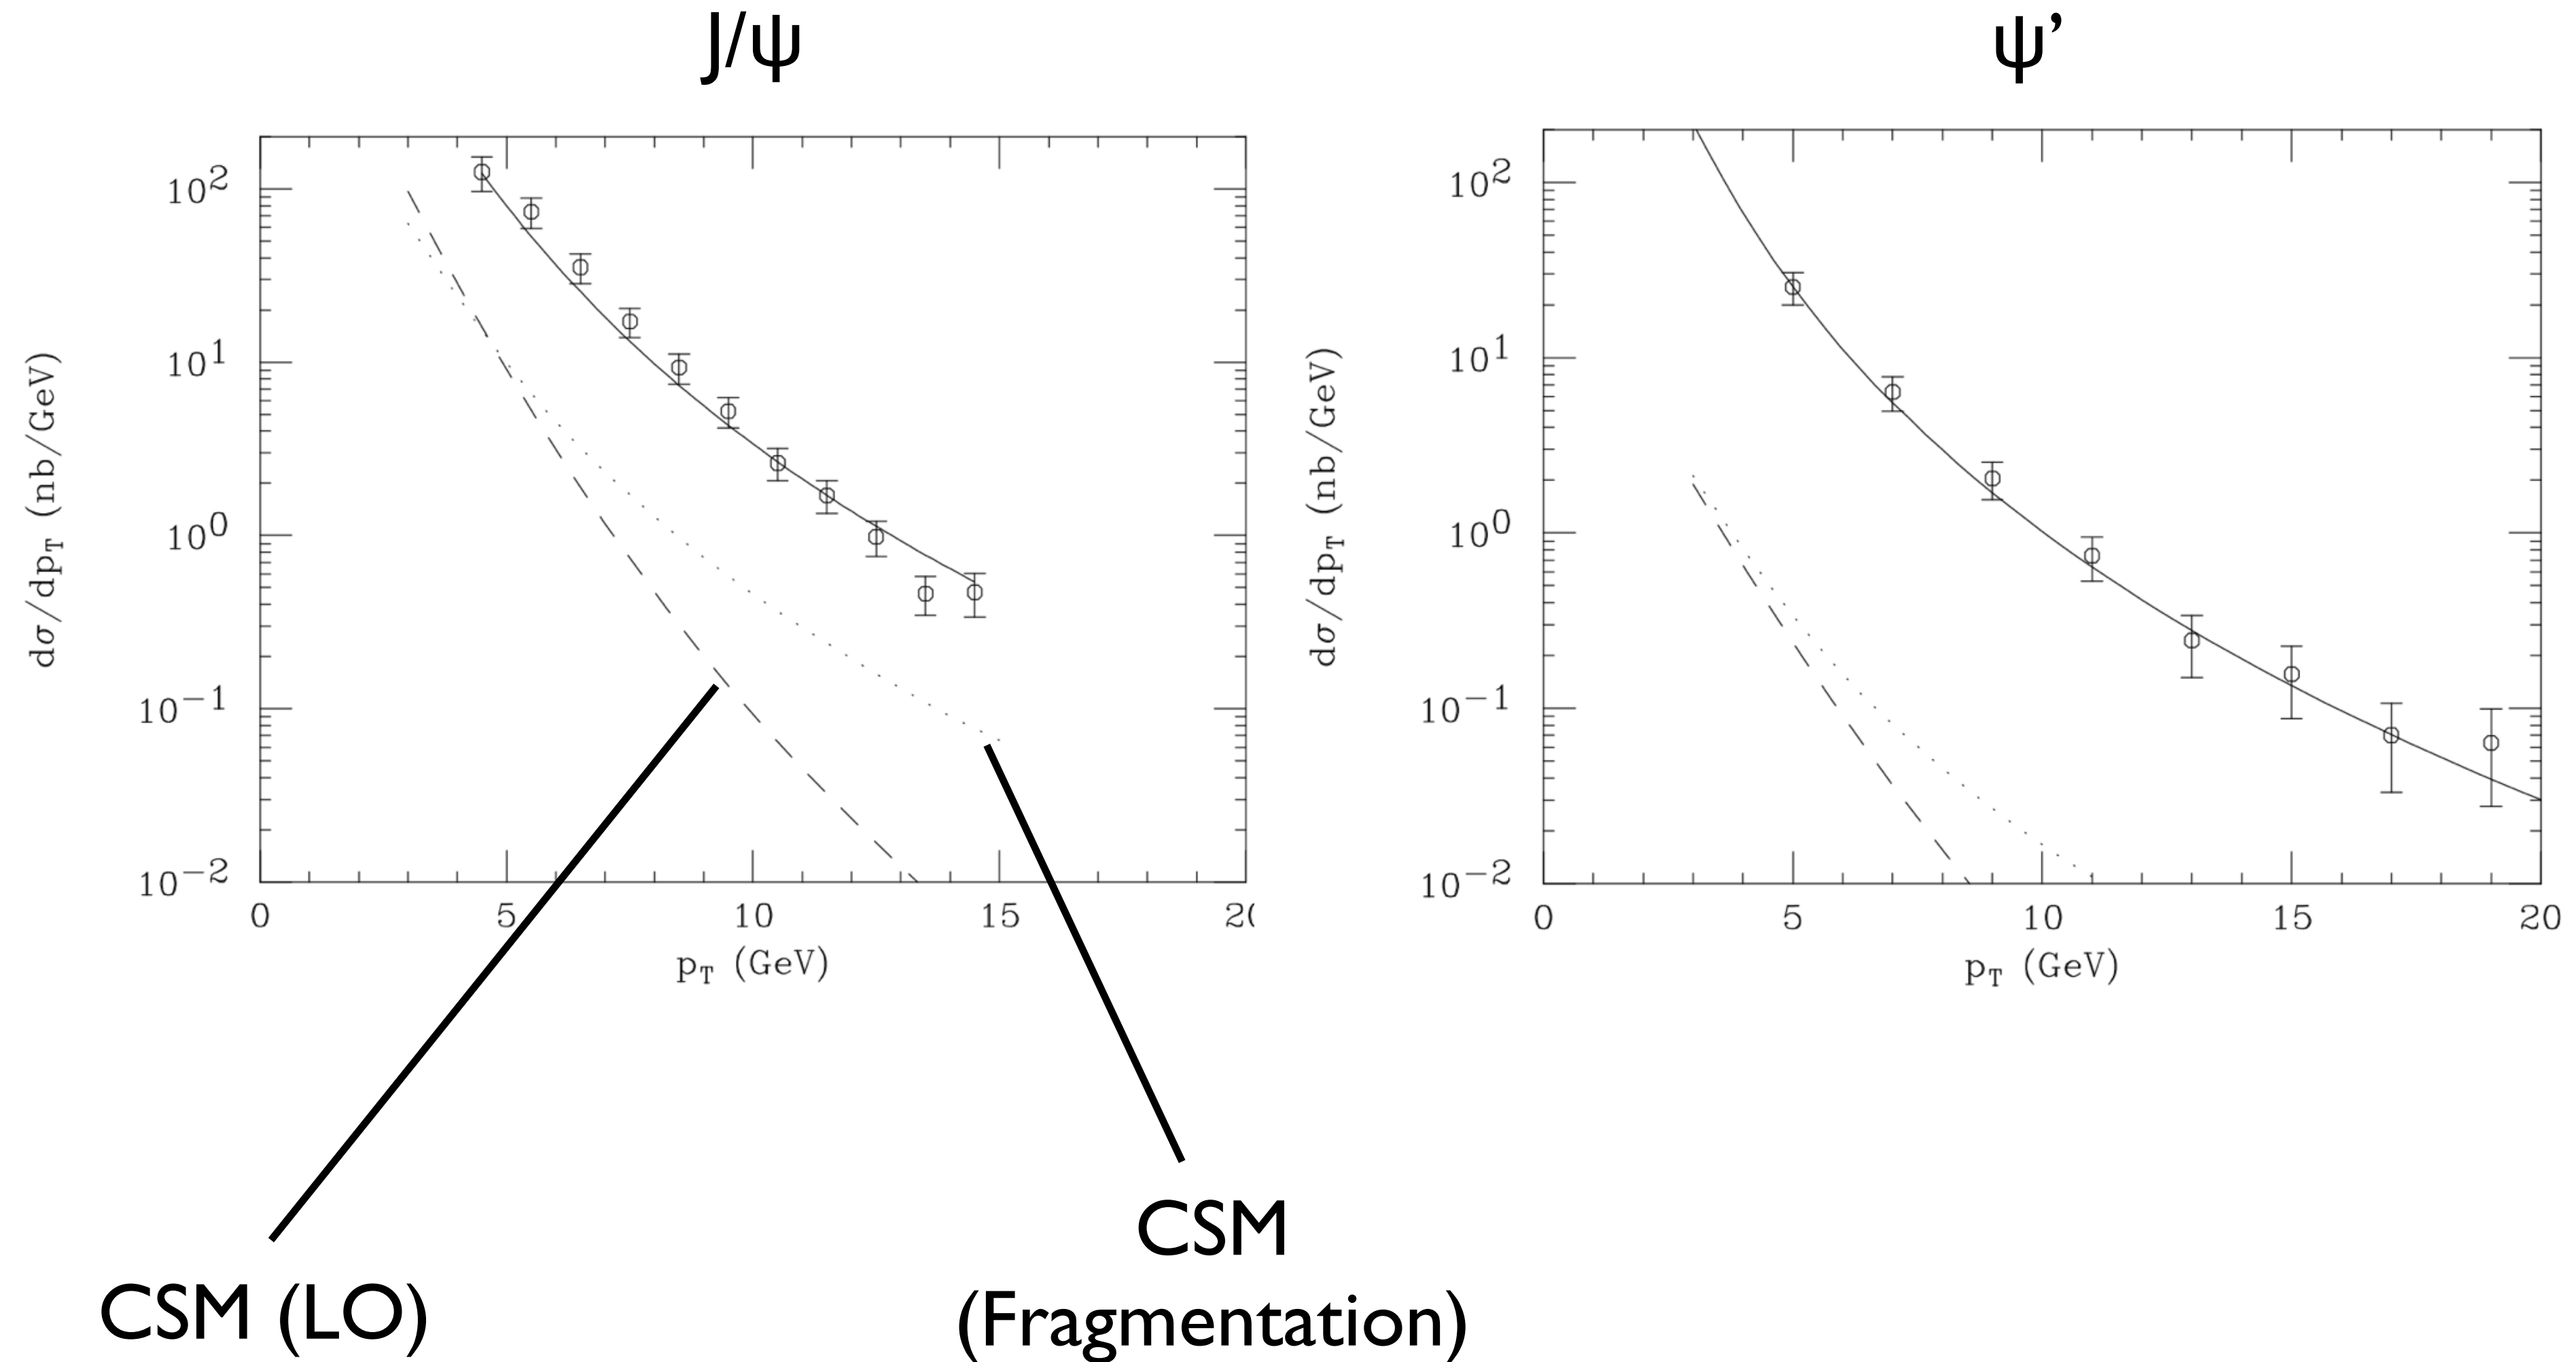 J/ψ
ψ’
10²
10¹
10⁰
10⁻¹
10⁻²
dσ/dp_T (nb/GeV)
0 5 10 15 2(
p_T (GeV)
10²
10¹
10⁰
10⁻¹
10⁻²
dσ/dp_T (nb/GeV)
0 5 10 15 20
p_T (GeV)
CSM (LO)
CSM
(Fragmentation)